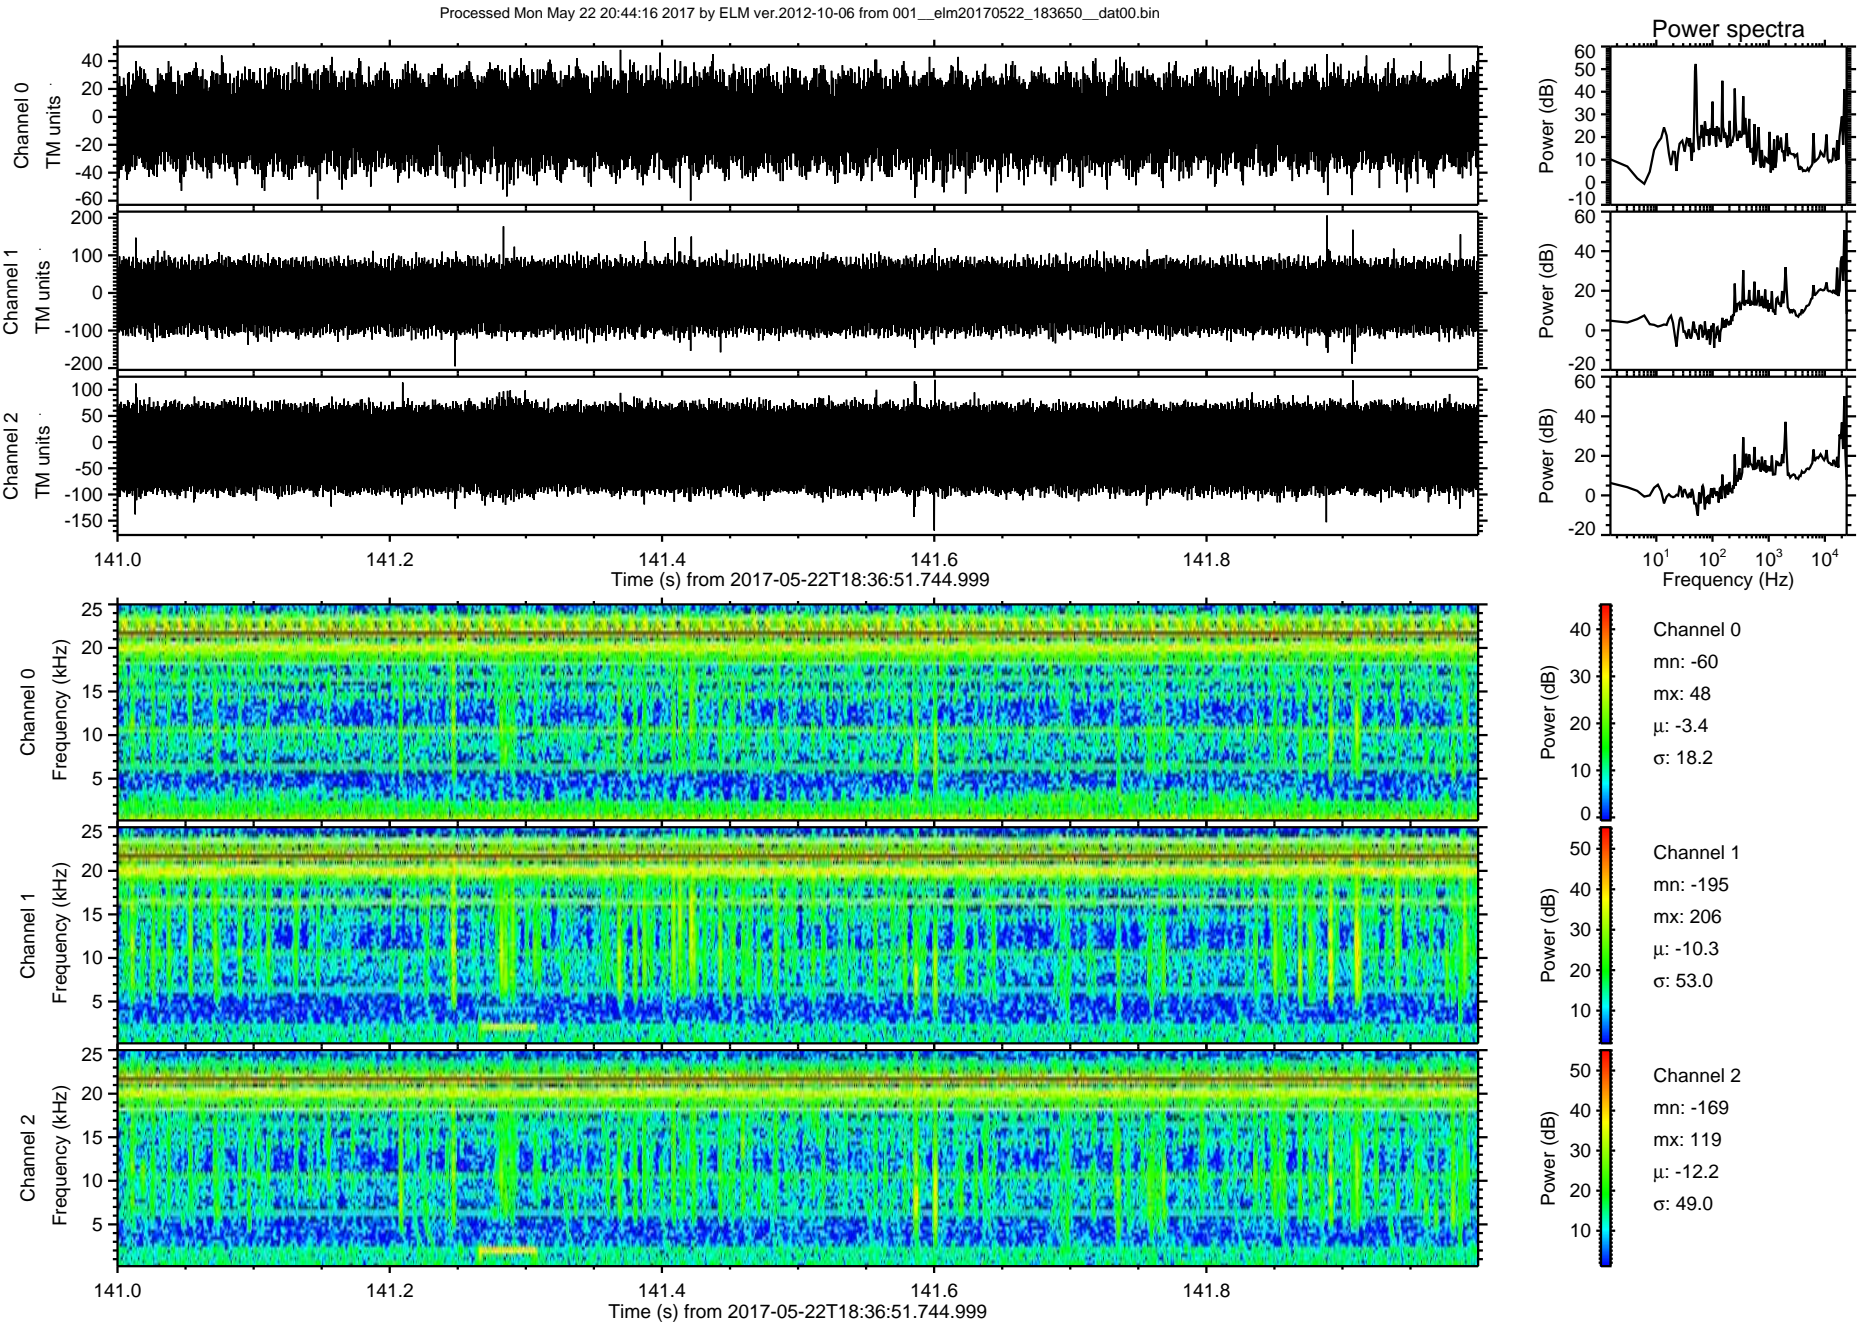 Processed Mon May 22 20:44:16 2017 by ELM ver.2012-10-06 from 001__elm20170522_183650__dat00.bin
Power spectra
Channel 0
TM units
40
20
0
-20
-40
-60
Power (dB)
60
50
40
30
20
10
0
-10
Channel 1
TM units
200
100
0
-100
-200
Power (dB)
60
40
20
0
-20
Channel 2
TM units
100
50
0
-50
-100
-150
Power (dB)
60
40
20
0
-20
141.0 141.2 141.4 141.6 141.8
Time (s) from 2017-05-22T18:36:51.744.999
10^1 10^2 10^3 10^4
Frequency (Hz)
Channel 0
Frequency (kHz)
25
20
15
10
5
Power (dB)
40
30
20
10
0
Channel 0
mn: -60
mx: 48
μ: -3.4
σ: 18.2
Channel 1
Frequency (kHz)
25
20
15
10
5
Power (dB)
50
40
30
20
10
Channel 1
mn: -195
mx: 206
μ: -10.3
σ: 53.0
Channel 2
Frequency (kHz)
25
20
15
10
5
Power (dB)
50
40
30
20
10
Channel 2
mn: -169
mx: 119
μ: -12.2
σ: 49.0
141.0 141.2 141.4 141.6 141.8
Time (s) from 2017-05-22T18:36:51.744.999